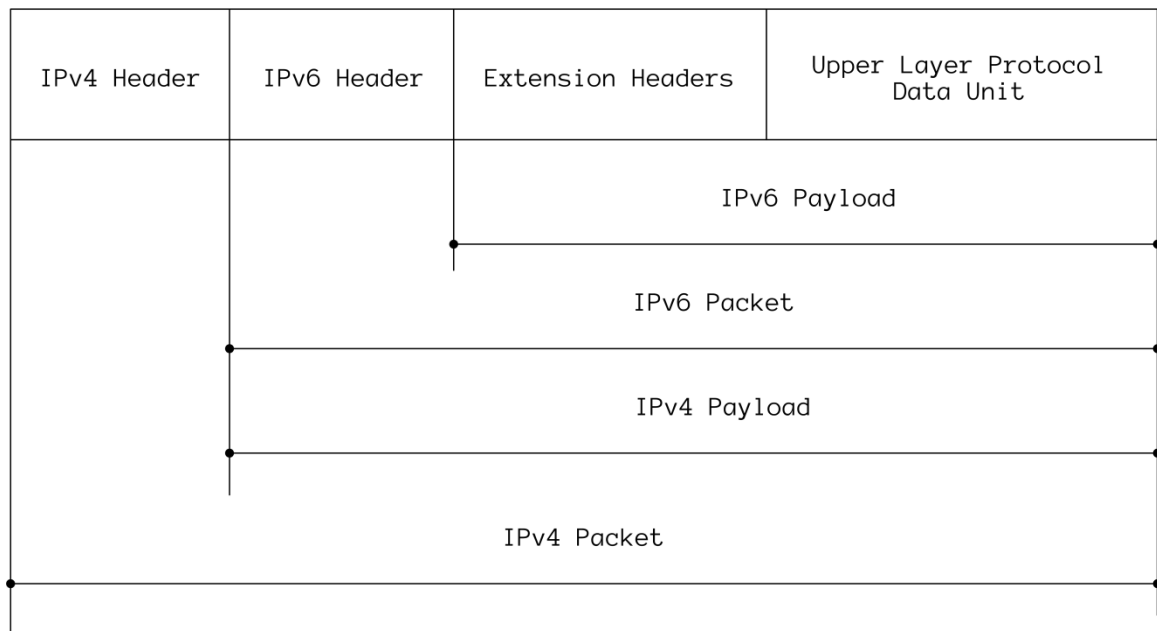 IPv4 Header
IPv6 Header
Extension Headers
Upper Layer Protocol
Data Unit
IPv6 Payload
IPv6 Packet
IPv4 Payload
IPv4 Packet